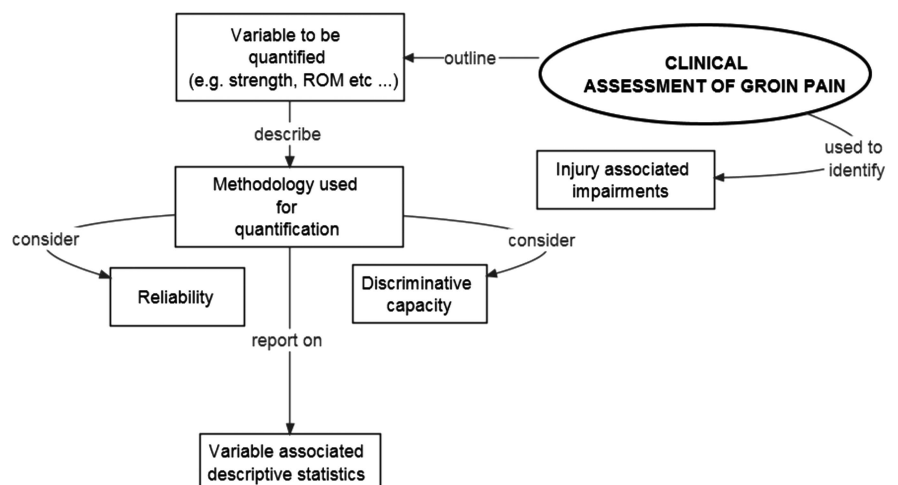 Variable to be
quantified
(e.g. strength, ROM etc ...)
outline
CLINICAL
ASSESSMENT OF GROIN PAIN
describe
used to
identify
Injury associated
impairments
Methodology used
for
quantification
consider
consider
Reliability
Discriminative
capacity
report on
Variable associated
descriptive statistics